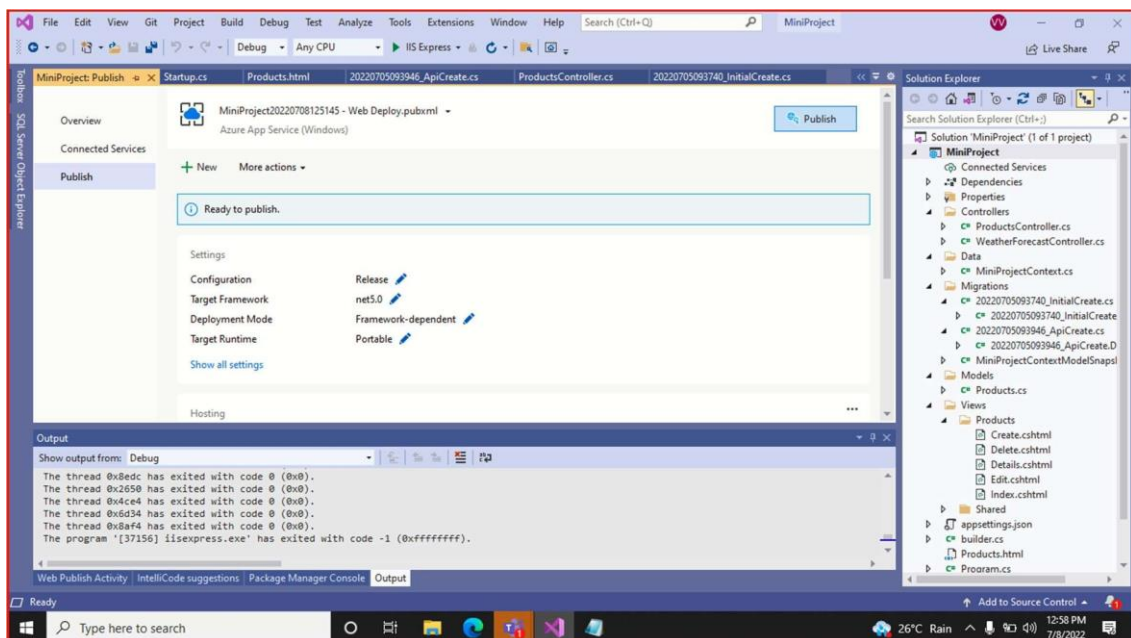 File Edit View Git Project Build Debug Test Analyze Tools Extensions Window Help Search (Ctrl+Q) MiniProject VV
Debug Any CPU IIS Express Live Share
Toolbox
SQL Server Object Explorer
MiniProject: Publish Startup.cs Products.html 20220705093946_ApiCreate.cs ProductsController.cs 20220705093740_InitialCreate.cs
Overview
Connected Services
Publish
MiniProject20220708125145 - Web Deploy.pubxml
Azure App Service (Windows)
Publish
New More actions
Ready to publish.
Settings
Configuration Release
Target Framework net5.0
Deployment Mode Framework-dependent
Target Runtime Portable
Show all settings
Hosting
Output
Show output from: Debug
The thread 0x8edc has exited with code 0 (0x0).
The thread 0x2650 has exited with code 0 (0x0).
The thread 0x4ce4 has exited with code 0 (0x0).
The thread 0x6d34 has exited with code 0 (0x0).
The thread 0x8af4 has exited with code 0 (0x0).
The program '[37156] iisexpress.exe' has exited with code -1 (0xffffffff).
Web Publish Activity IntelliCode suggestions Package Manager Console Output
Solution Explorer
Search Solution Explorer (Ctrl+;)
Solution 'MiniProject' (1 of 1 project)
MiniProject
Connected Services
Dependencies
Properties
Controllers
C# ProductsController.cs
C# WeatherForecastController.cs
Data
C# MiniProjectContext.cs
Migrations
C# 20220705093740_InitialCreate.cs
C# 20220705093740_InitialCreate
C# 20220705093946_ApiCreate.cs
C# 20220705093946_ApiCreate.D
C# MiniProjectContextModelSnapsl
Models
C# Products.cs
Views
Products
Create.cshtml
Delete.cshtml
Details.cshtml
Edit.cshtml
Index.cshtml
Shared
appsettings.json
C# builder.cs
Products.html
C# Program.cs
Ready Add to Source Control 1
Type here to search 26°C Rain 12:58 PM
7/8/2022